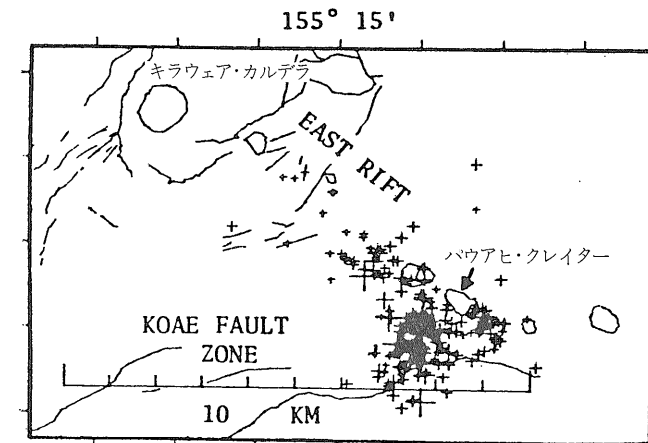 155° 15'
キラウェア・カルデラ
EAST RIFT
パウアヒ・クレイター
KOAE FAULT
ZONE
10 KM